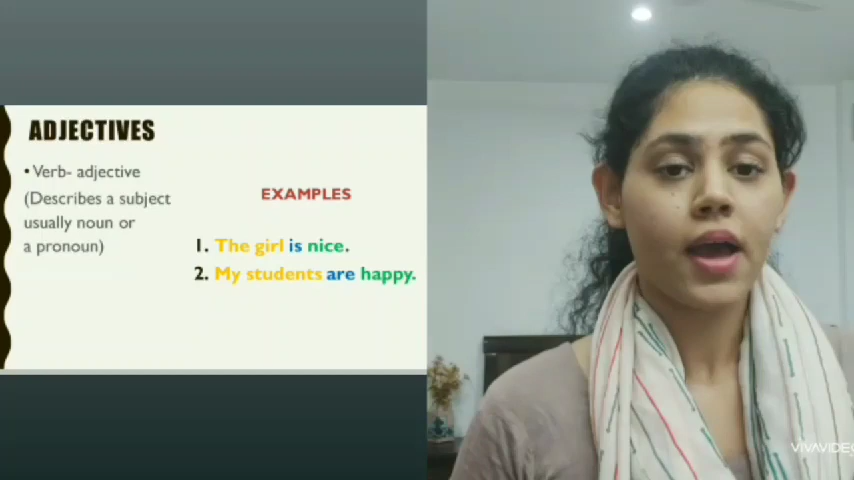 ADJECTIVES
• Verb- adjective
(Describes a subject
usually noun or
a pronoun)
EXAMPLES
1. The girl is nice.
2. My students are happy.
VIVAVIDEO